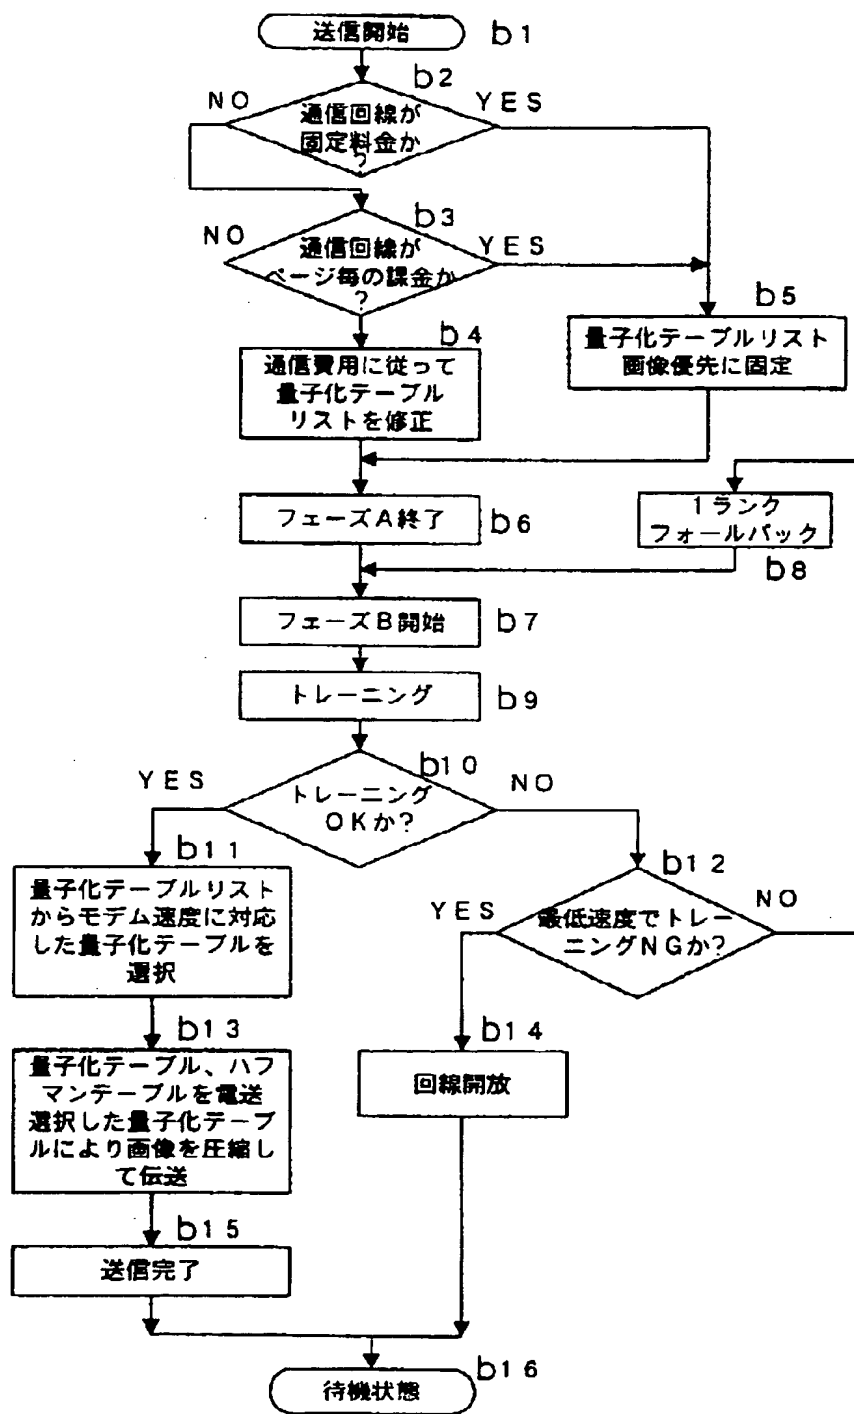 送信開始
b1
b2
NO
YES
通信回線が
固定料金か
?
b3
NO
YES
通信回線が
ページ毎の課金か
?
b4
通信費用に従って
量子化テーブル
リストを修正
b5
量子化テーブルリスト
画像優先に固定
フェーズA終了
b6
1ランク
フォールバック
b8
フェーズB開始
b7
トレーニング
b9
b10
YES
NO
トレーニング
OKか?
b11
量子化テーブルリスト
からモデム速度に対応
した量子化テーブルを
選択
b12
YES
NO
最低速度でトレー
ニングNGか?
b13
量子化テーブル、ハフ
マンテーブルを電送
選択した量子化テーブ
ルにより画像を圧縮し
て伝送
b14
回線開放
b15
送信完了
b16
待機状態